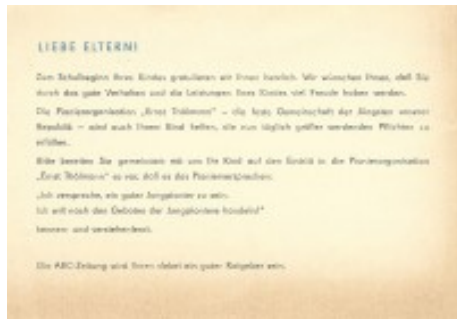 LIEBE ELTERN!
Zum Schulbeginn Ihres Kindes gratulieren wir Ihnen herzlich. Wir wünschen Ihnen, daß Sie
durch das gute Verhalten und die Leistungen Ihres Kindes viel Freude haben werden.
Die Pionierorganisation „Ernst Thälmann“ – die feste Gemeinschaft der Jüngsten unserer
Republik – wird auch Ihrem Kind helfen, die nun täglich größer werdenden Pflichten zu
erfüllen.
Bitte bereiten Sie gemeinsam mit uns Ihr Kind auf den Eintritt in die Pionierorganisation
„Ernst Thälmann“ so vor, daß es das Pionierversprechen:
„Ich verspreche, ein guter Jungpionier zu sein.
Ich will nach den Geboten der Jungpioniere handeln!“
kennen- und verstehenlernt.
Die ABC-Zeitung wird Ihnen dabei ein guter Ratgeber sein.